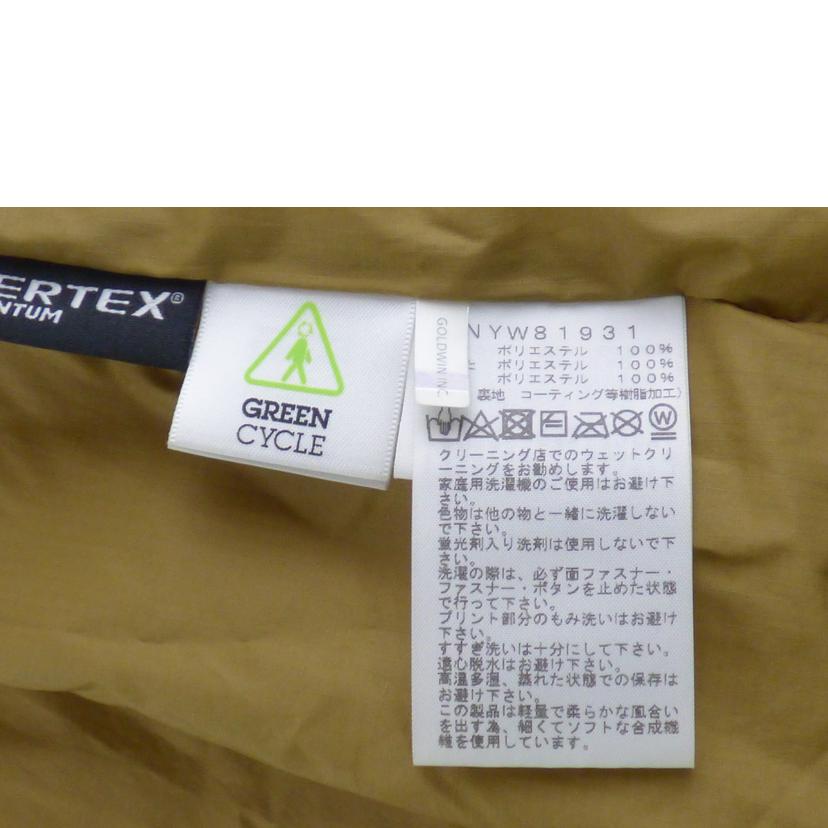 ERTEX®
NTUM
GREEN
CYCLE
GOLDWIN INC
NYW81931
ポリエステル 100%
ポリエステル 100%
ポリエステル 100%
裏地 コーティング等樹脂加工)
W
クリーニング店でのウェットクリ
ーニングをお勧めします。
家庭用洗濯機のご使用はお避け下
さい。
色物は他の物と一緒に洗濯しない
で下さい。
蛍光剤入り洗剤は使用しないで下
さい。
洗濯の際は、必ず面ファスナー・
ファスナー・ボタンを止めた状態
で行って下さい。
プリント部分のもみ洗いはお避け
下さい。
すすぎ洗いは十分にして下さい。
遠心脱水はお避け下さい。
高温多湿、蒸れた状態での保存は
お避け下さい。
この製品は軽量で柔らかな風合い
を出す為、細くてソフトな合成繊
維を使用しています。